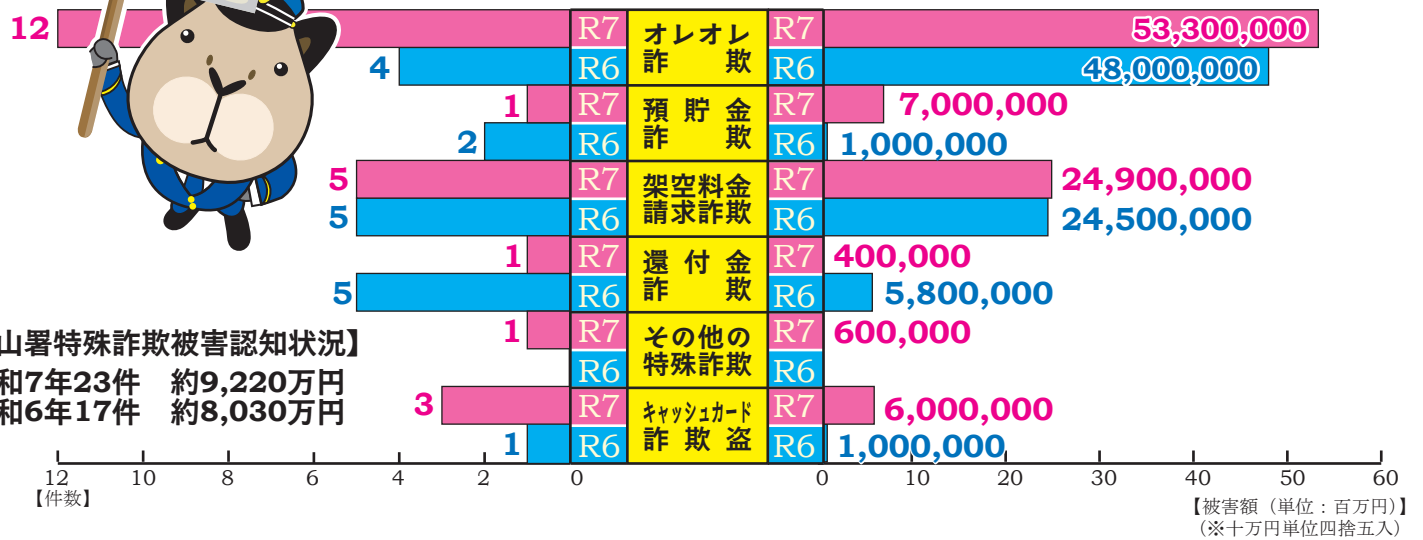 12 R7 オレオレ R7 53,300,000
4 R6 詐欺 R6 48,000,000
1 R7 預貯金 R7 7,000,000
2 R6 詐欺 R6 1,000,000
5 R7 架空料金 R7 24,900,000
5 R6 請求詐欺 R6 24,500,000
1 R7 還付金 R7 400,000
5 R6 詐欺 R6 5,800,000
1 R7 その他の R7 600,000
R6 特殊詐欺 R6
3 R7 キャッシュカード R7 6,000,000
1 R6 詐欺盗 R6 1,000,000
山署特殊詐欺被害認知状況】
和7年23件 約9,220万円
和6年17件 約8,030万円
12 10 8 6 4 2 0 0 10 20 30 40 50 60
【件数】
【被害額（単位：百万円）】
（※十万円単位四捨五入）